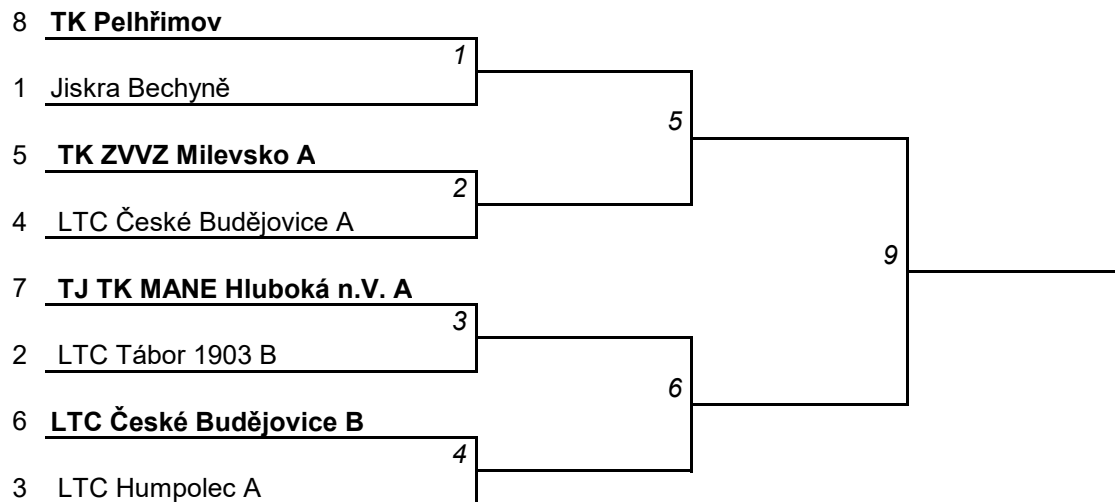 8 TK Pelhřimov
1
1 Jiskra Bechyně
5
5 TK ZVVZ Milevsko A
2
4 LTC České Budějovice A
9
7 TJ TK MANE Hluboká n.V. A
3
2 LTC Tábor 1903 B
6
6 LTC České Budějovice B
4
3 LTC Humpolec A